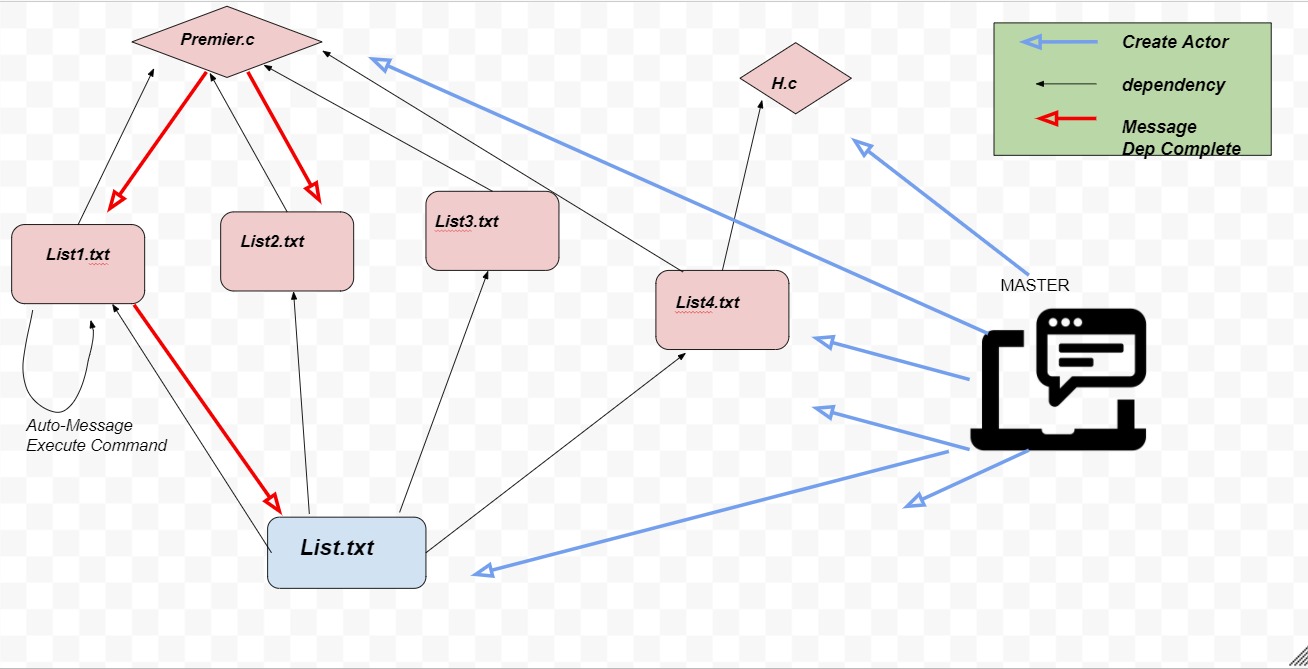 Premier.c
H.c
Create Actor
dependency
Message
Dep Complete
List1.txt
List2.txt
List3.txt
List4.txt
MASTER
Auto-Message
Execute Command
List.txt